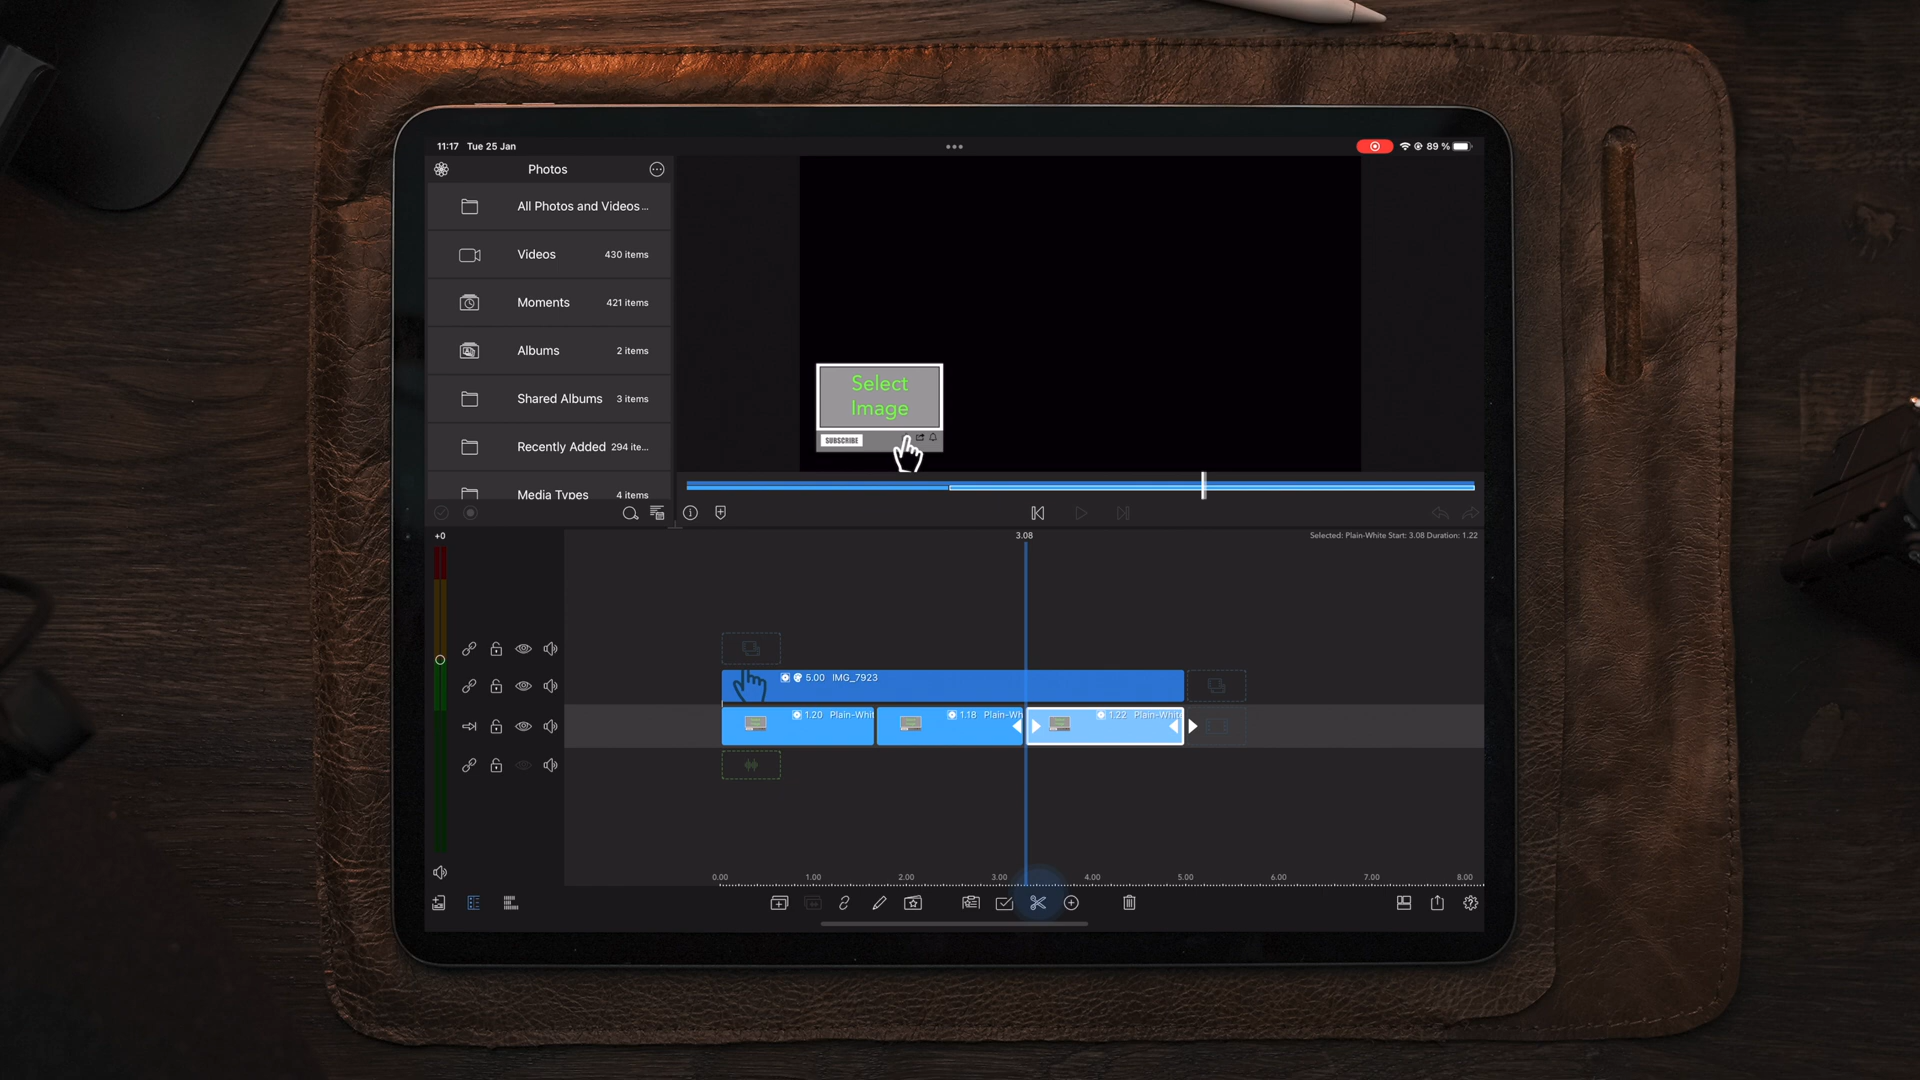 11:17 Tue 25 Jan
89 %
Photos
All Photos and Videos...
Videos 430 items
Moments 421 items
Albums 2 items
Shared Albums 3 items
Recently Added 294 ite...
Media Types 4 items
Select
Image
SUBSCRIBE
+0
3.08
Selected: Plain-White Start: 3.08 Duration: 1.22
5.00 IMG_7923
1.20 Plain-Whit
1.18 Plain-Wh
1.22 Plain-White
0.00 1.00 2.00 3.00 4.00 5.00 6.00 7.00 8.00